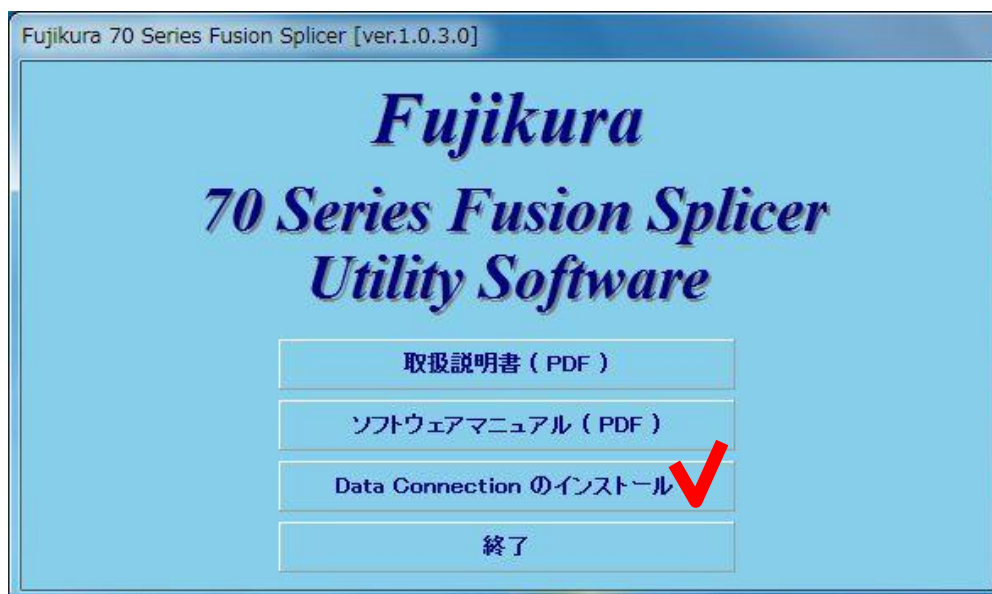 Fujikura 70 Series Fusion Splicer [ver.1.0.3.0]
Fujikura
70 Series Fusion Splicer
Utility Software
取扱説明書 ( PDF )
ソフトウェアマニュアル ( PDF )
Data Connection のインストール
終了